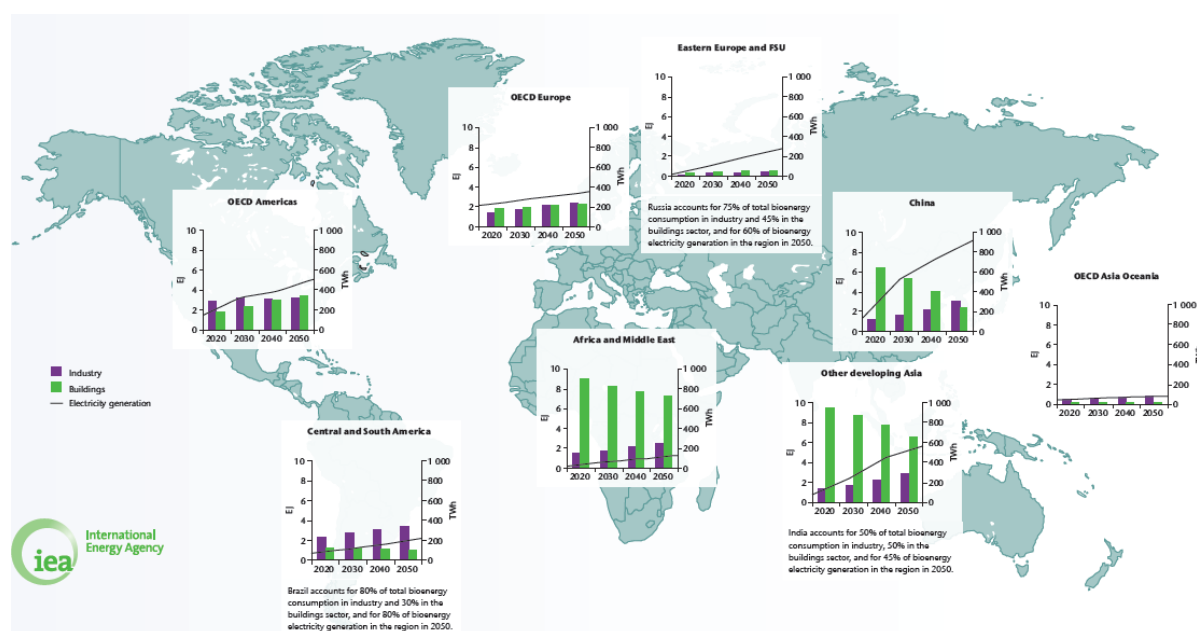 Eastern Europe and FSU
10
8
6
4
2
0
EJ
1 000
800
600
400
200
0
TWh
2020 2030 2040 2050
Russia accounts for 75% of total bioenergy
consumption in industry and 45% in the
buildings sector, and for 60% of bioenergy
electricity generation in the region in 2050.
OECD Europe
10
8
6
4
2
0
EJ
1 000
800
600
400
200
0
TWh
2020 2030 2040 2050
OECD Americas
10
8
6
4
2
0
EJ
1 000
800
600
400
200
0
TWh
2020 2030 2040 2050
China
10
8
6
4
2
0
EJ
1 000
800
600
400
200
0
TWh
2020 2030 2040 2050
OECD Asia Oceania
10
8
6
4
2
0
EJ
1 000
800
600
400
200
0
2020 2030 2040 2050
Africa and Middle East
10
8
6
4
2
0
EJ
1 000
800
600
400
200
0
TWh
2020 2030 2040 2050
Other developing Asia
10
8
6
4
2
0
EJ
1 000
800
600
400
200
0
TWh
2020 2030 2040 2050
India accounts for 50% of total bioenergy
consumption in industry, 50% in the
buildings sector, and for 45% of bioenergy
electricity generation in the region in 2050.
Industry
Buildings
Electricity generation
Central and South America
10
8
6
4
2
0
EJ
1 000
800
600
400
200
0
TWh
2020 2030 2040 2050
Brazil accounts for 80% of total bioenergy
consumption in industry and 30% in the
buildings sector, and for 80% of bioenergy
electricity generation in the region in 2050.
iea
International
Energy Agency